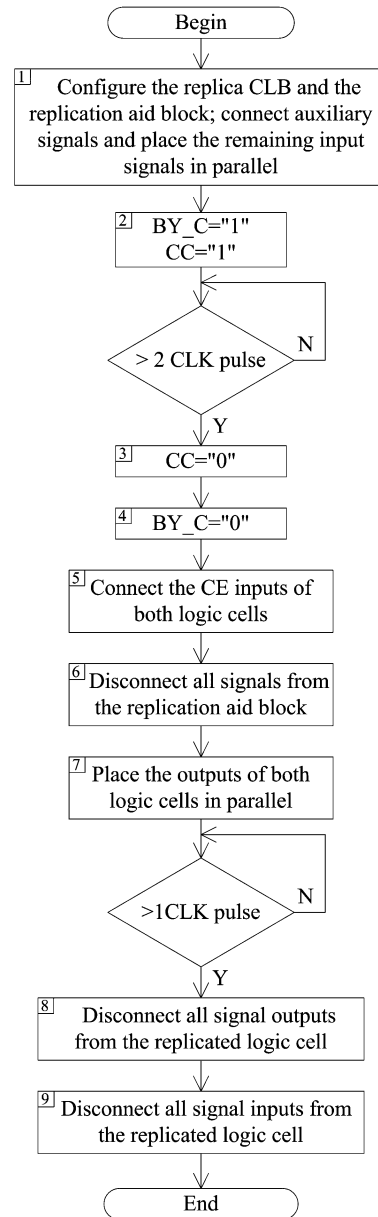 Begin
1
Configure the replica CLB and the
replication aid block; connect auxiliary
signals and place the remaining input
signals in parallel
2
BY_C="1"
CC="1"
N
> 2 CLK pulse
Y
3
CC="0"
4
BY_C="0"
5
Connect the CE inputs of
both logic cells
6
Disconnect all signals from
the replication aid block
7
Place the outputs of both
logic cells in parallel
N
>1CLK pulse
Y
8
Disconnect all signal outputs
from the replicated logic cell
9
Disconnect all signal inputs from
the replicated logic cell
End